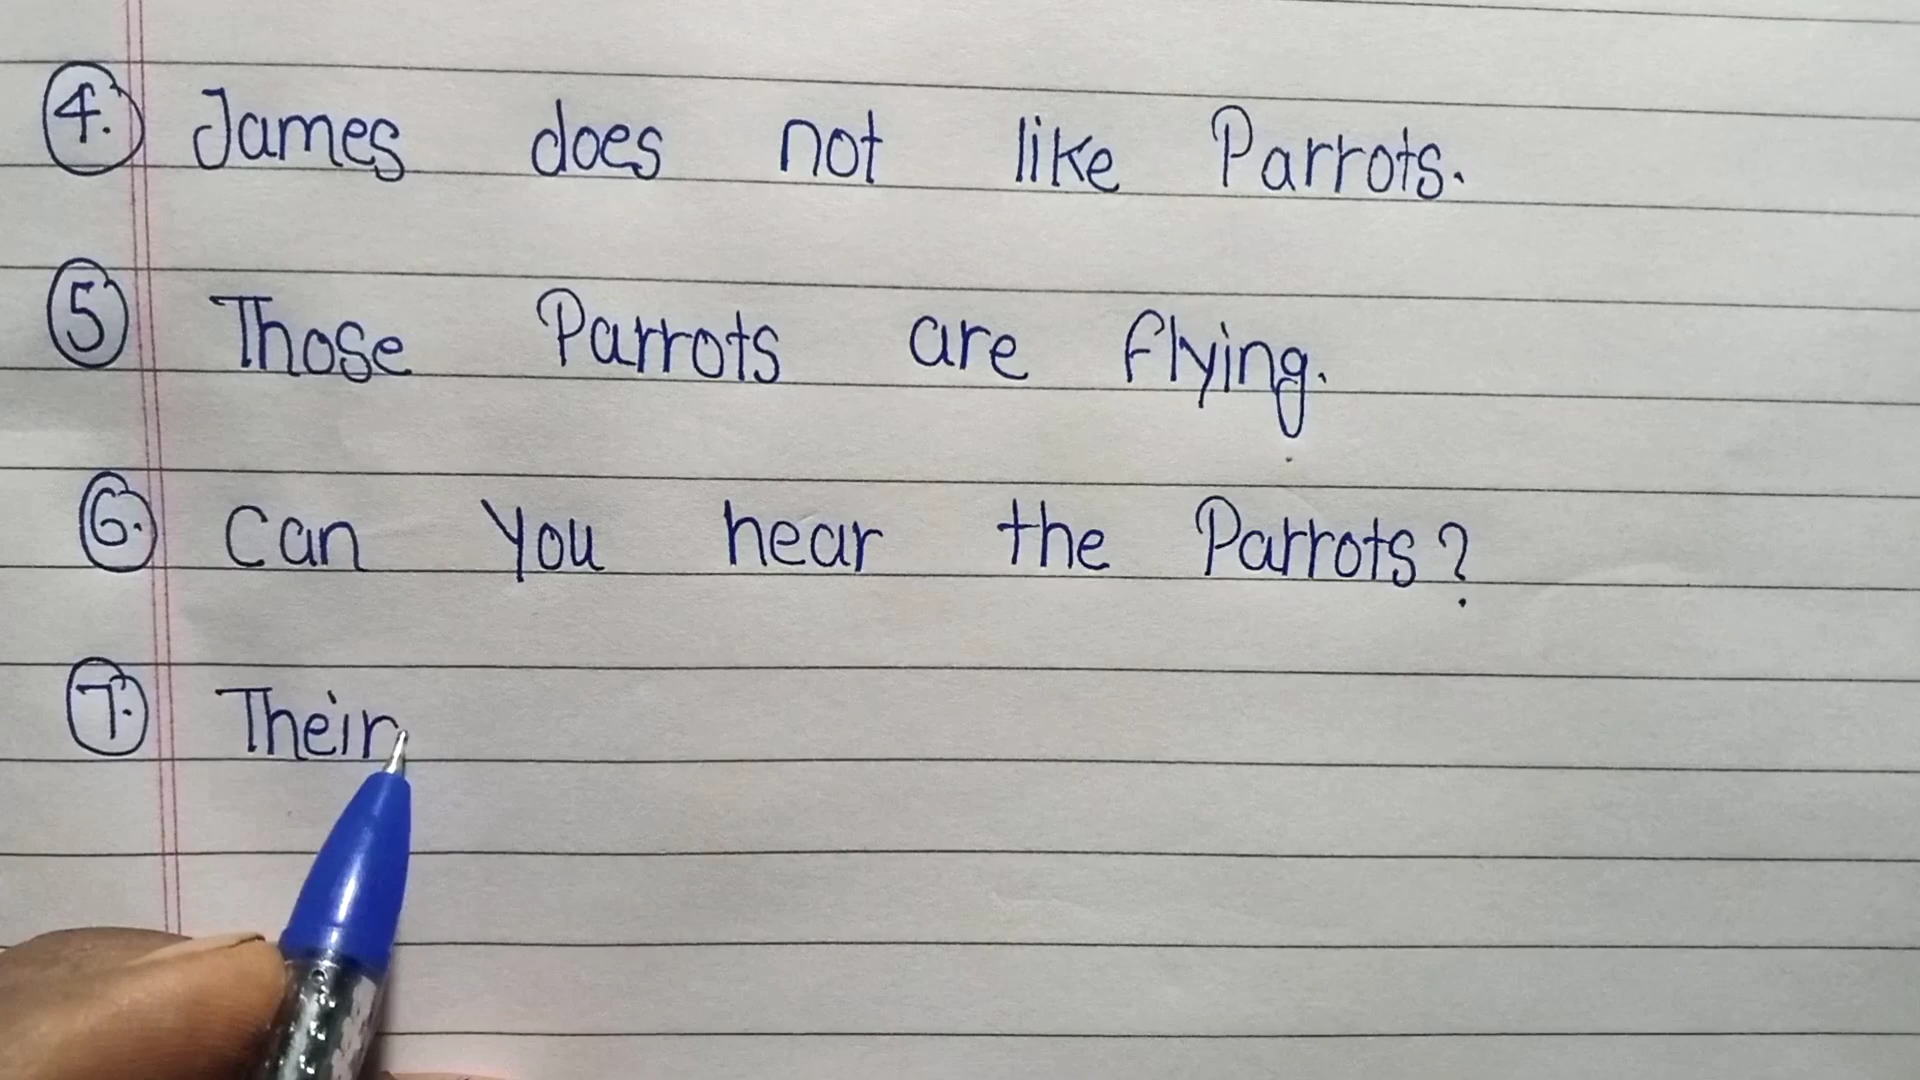 4. James does not like Parrots.
5 Those Parrots are flying.
6. Can You hear the Parrots?
7. Their